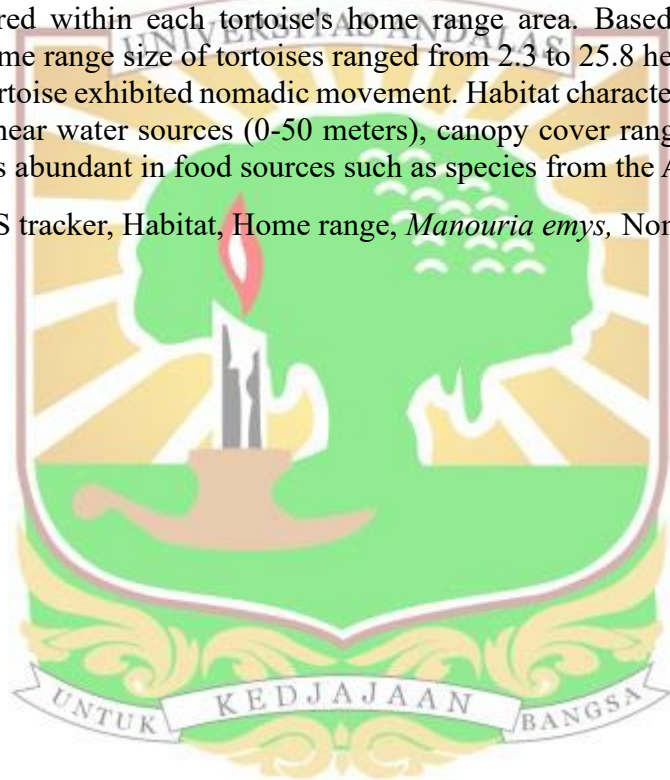 red within each tortoise's home range area. Based
me range size of tortoises ranged from 2.3 to 25.8 he
rtoise exhibited nomadic movement. Habitat characte
near water sources (0-50 meters), canopy cover rang
s abundant in food sources such as species from the A
S tracker, Habitat, Home range, Manouria emys, Nor
UNIVERSITAS ANDALAS
UNTUK KEDJAJAAN BANGSA